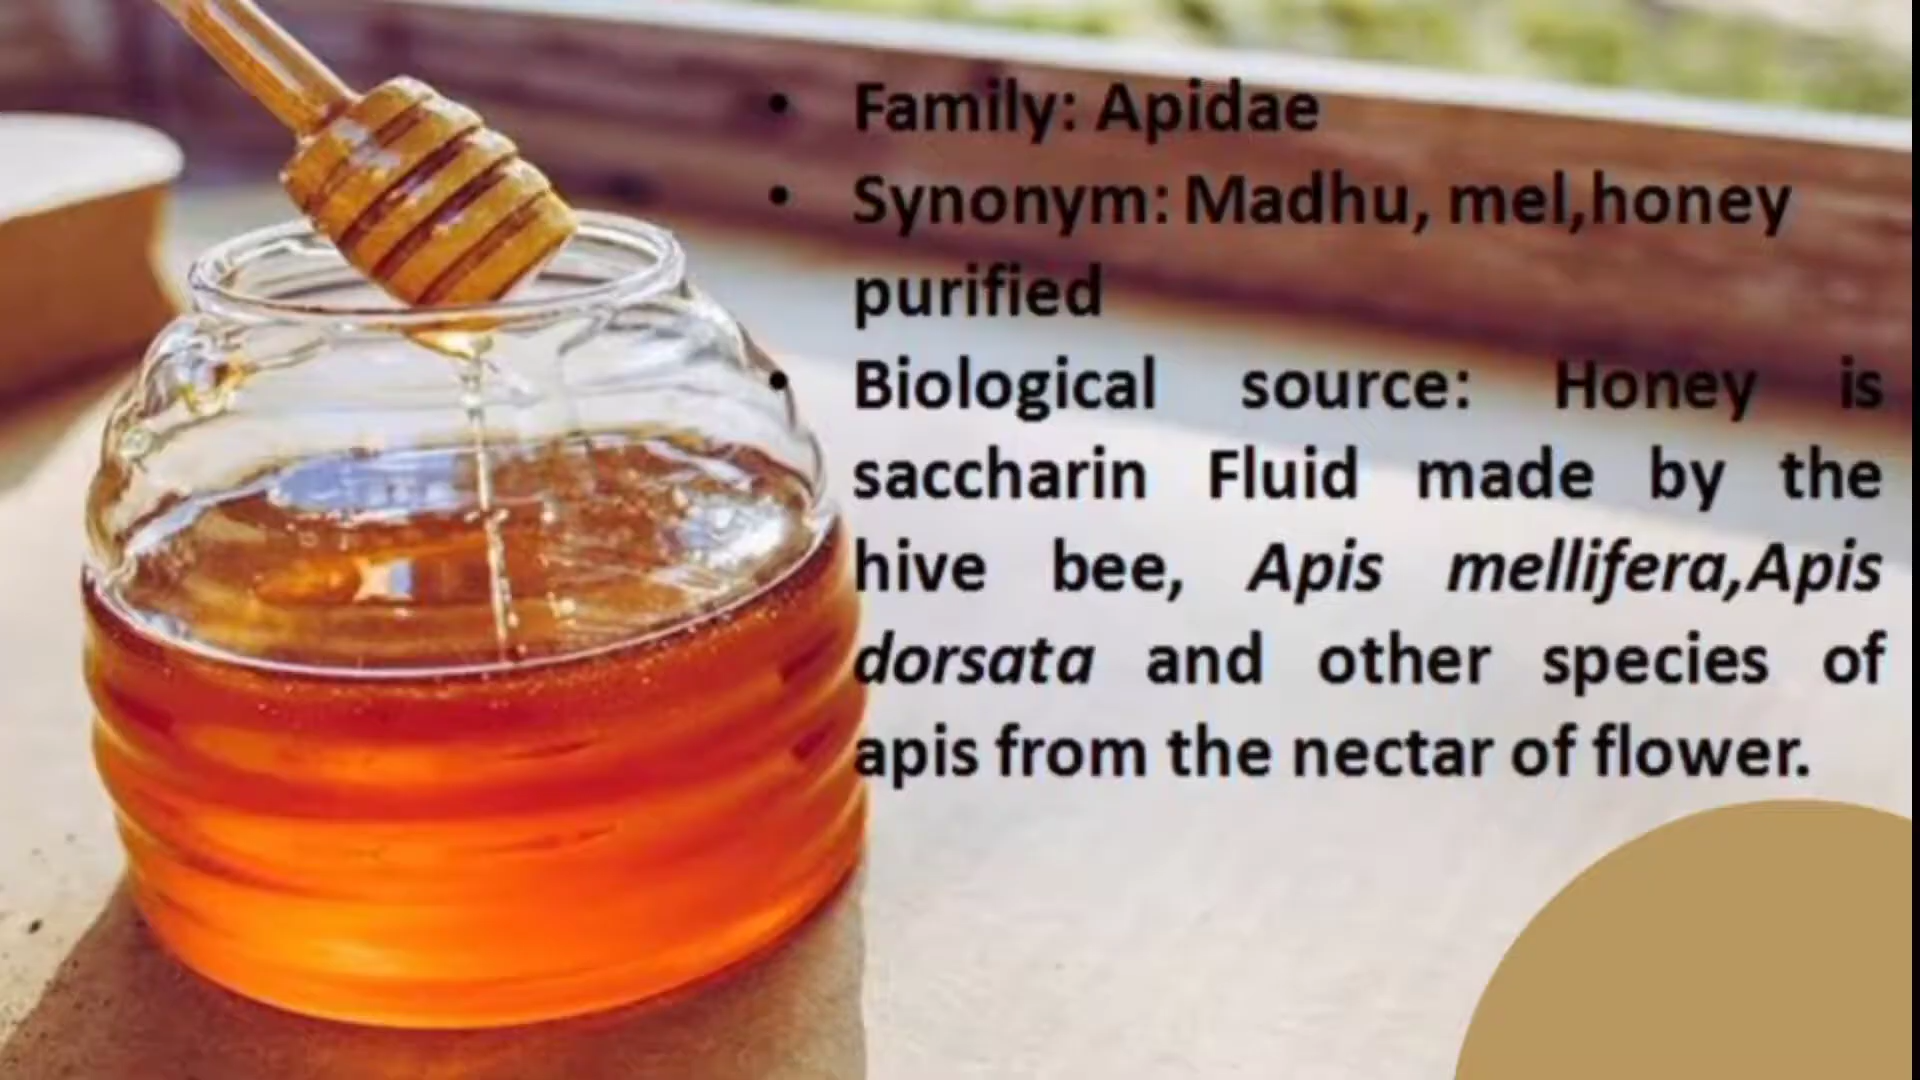 • Family: Apidae
• Synonym: Madhu, mel,honey
purified
• Biological source: Honey is
saccharin Fluid made by the
hive bee, Apis mellifera,Apis
dorsata and other species of
apis from the nectar of flower.